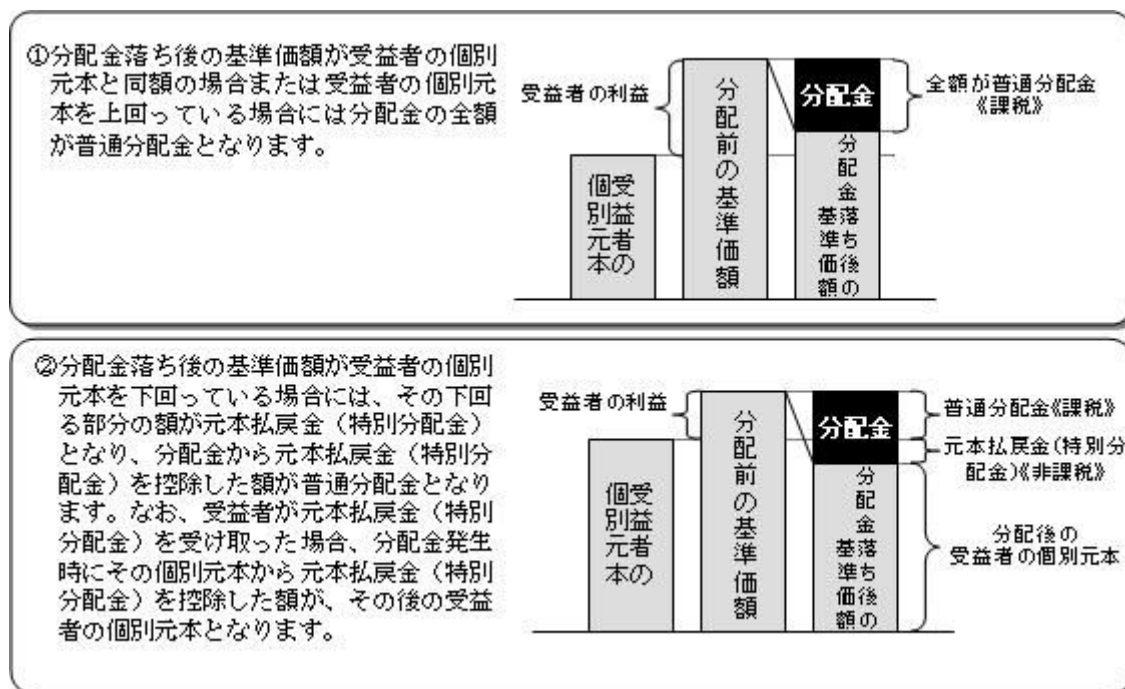 ①分配金落ち後の基準価額が受益者の個別
元本と同額の場合または受益者の個別元
本を上回っている場合には分配金の全額
が普通分配金となります。
受益者の利益
受益者の
個別元本
分配前の基準価額
分配金
分配金落ち後の
基準価額
全額が普通分配金
《課税》
②分配金落ち後の基準価額が受益者の個別
元本を下回っている場合には、その下回
る部分の額が元本払戻金（特別分配金）
となり、分配金から元本払戻金（特別分
配金）を控除した額が普通分配金となり
ます。なお、受益者が元本払戻金（特別
分配金）を受け取った場合、分配金発生
時にその個別元本から元本払戻金（特別
分配金）を控除した額が、その後の受益
者の個別元本となります。
受益者の利益
受益者の
個別元本
分配前の基準価額
分配金
分配金落ち後の
基準価額
普通分配金《課税》
元本払戻金(特別分
配金)《非課税》
分配後の
受益者の個別元本